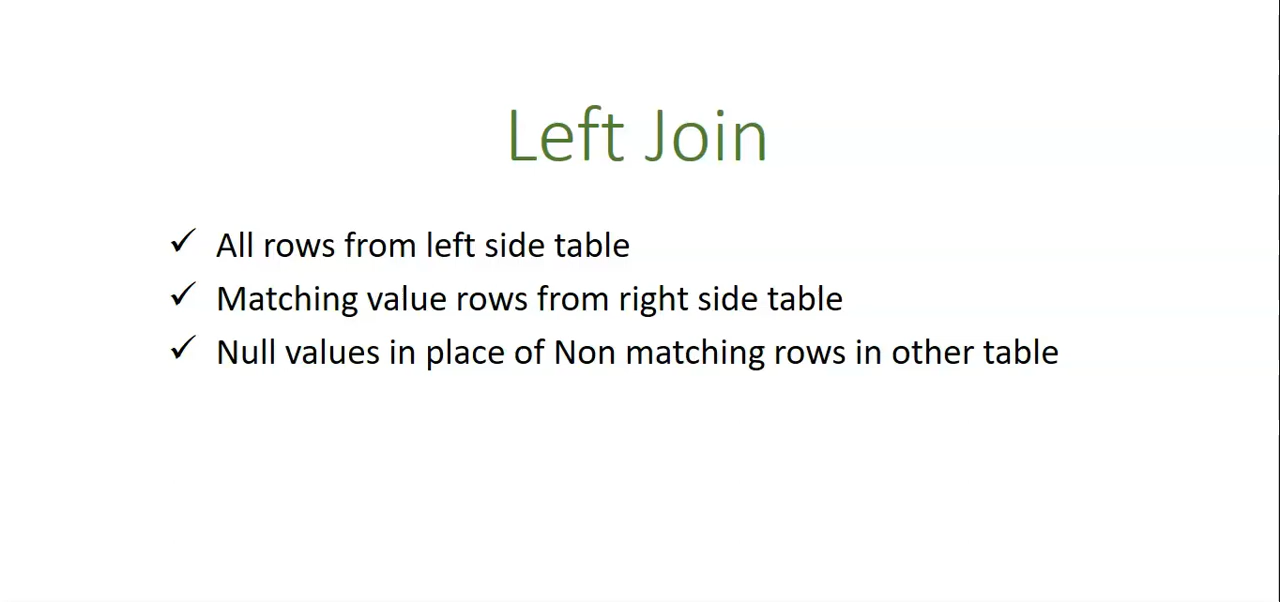 Left Join
✓ All rows from left side table
✓ Matching value rows from right side table
✓ Null values in place of Non matching rows in other table